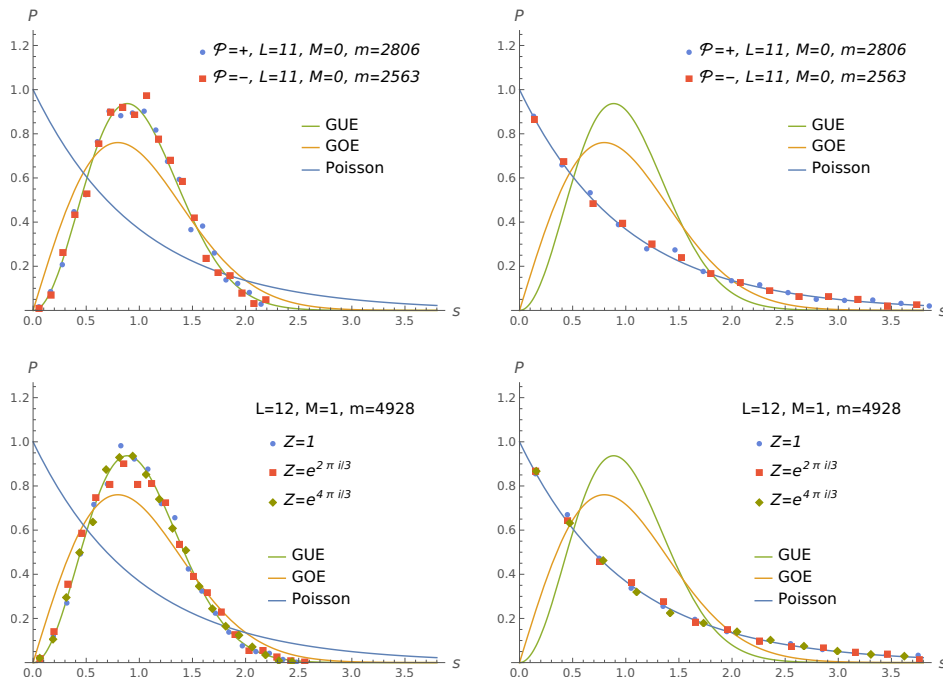 P
1.2
1.0
0.8
0.6
0.4
0.2
0.0 0.5 1.0 1.5 2.0 2.5 3.0 3.5 s
𝒫=+, L=11, M=0, m=2806
𝒫=−, L=11, M=0, m=2563
GUE
GOE
Poisson
P
1.2
1.0
0.8
0.6
0.4
0.2
0.0 0.5 1.0 1.5 2.0 2.5 3.0 3.5 s
𝒫=+, L=11, M=0, m=2806
𝒫=−, L=11, M=0, m=2563
GUE
GOE
Poisson
P
1.2
1.0
0.8
0.6
0.4
0.2
0.0 0.5 1.0 1.5 2.0 2.5 3.0 3.5 s
L=12, M=1, m=4928
Z=1
Z=e^{2 π i/3}
Z=e^{4 π i/3}
GUE
GOE
Poisson
P
1.2
1.0
0.8
0.6
0.4
0.2
0.0 0.5 1.0 1.5 2.0 2.5 3.0 3.5 s
L=12, M=1, m=4928
Z=1
Z=e^{2 π i/3}
Z=e^{4 π i/3}
GUE
GOE
Poisson